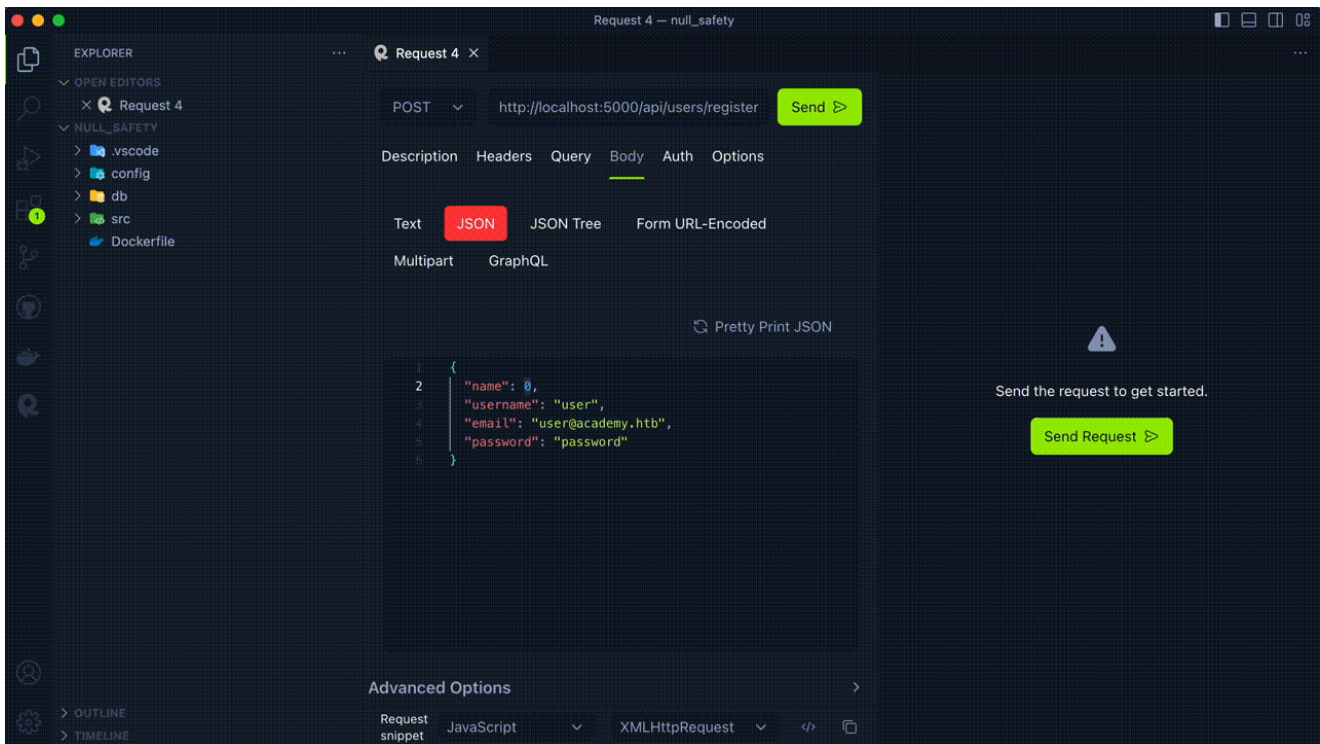 Request 4 — null_safety
EXPLORER
OPEN EDITORS
Request 4
NULL_SAFETY
.vscode
config
db
src
Dockerfile
1
OUTLINE
TIMELINE
Request 4
POST
http://localhost:5000/api/users/register
Send
Description Headers Query Body Auth Options
Text JSON JSON Tree Form URL-Encoded
Multipart GraphQL
Pretty Print JSON
1 {
2 "name": 0,
3 "username": "user",
4 "email": "user@academy.htb",
5 "password": "password"
6 }
Advanced Options
Request snippet
JavaScript
XMLHttpRequest
Send the request to get started.
Send Request